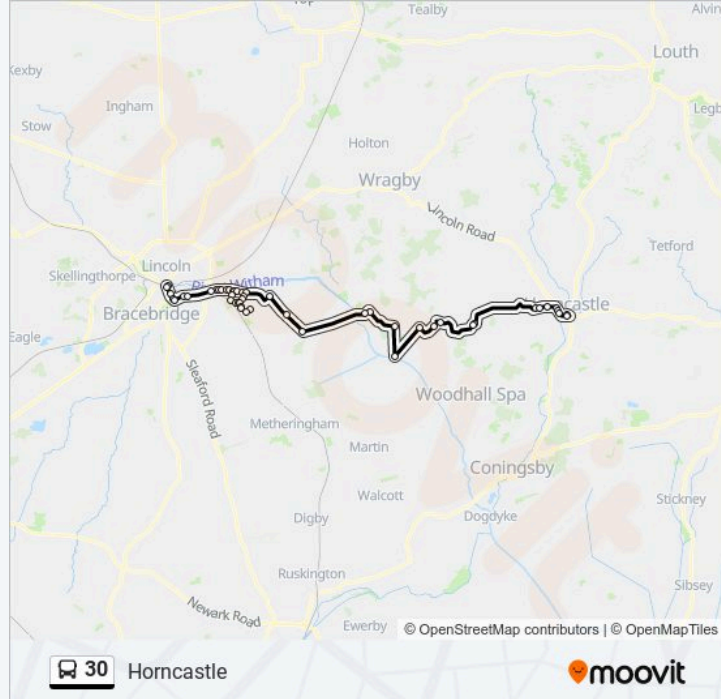 Tealby
Alvin
Louth
Kexby
Ingham
Legb
Stow
Holton
Wragby
Lincoln Road
Tetford
Lincoln
Skellingthorpe
Witham
Horncastle
Eagle
Bracebridge
Sleaford Road
Woodhall Spa
Metheringham
Martin
Coningsby
Walcott
Stickney
Digby
Dogdyke
Ruskington
Sibsey
Newark Road
Ewerby
© OpenStreetMap contributors | © OpenMapTiles
30 Horncastle
moovit